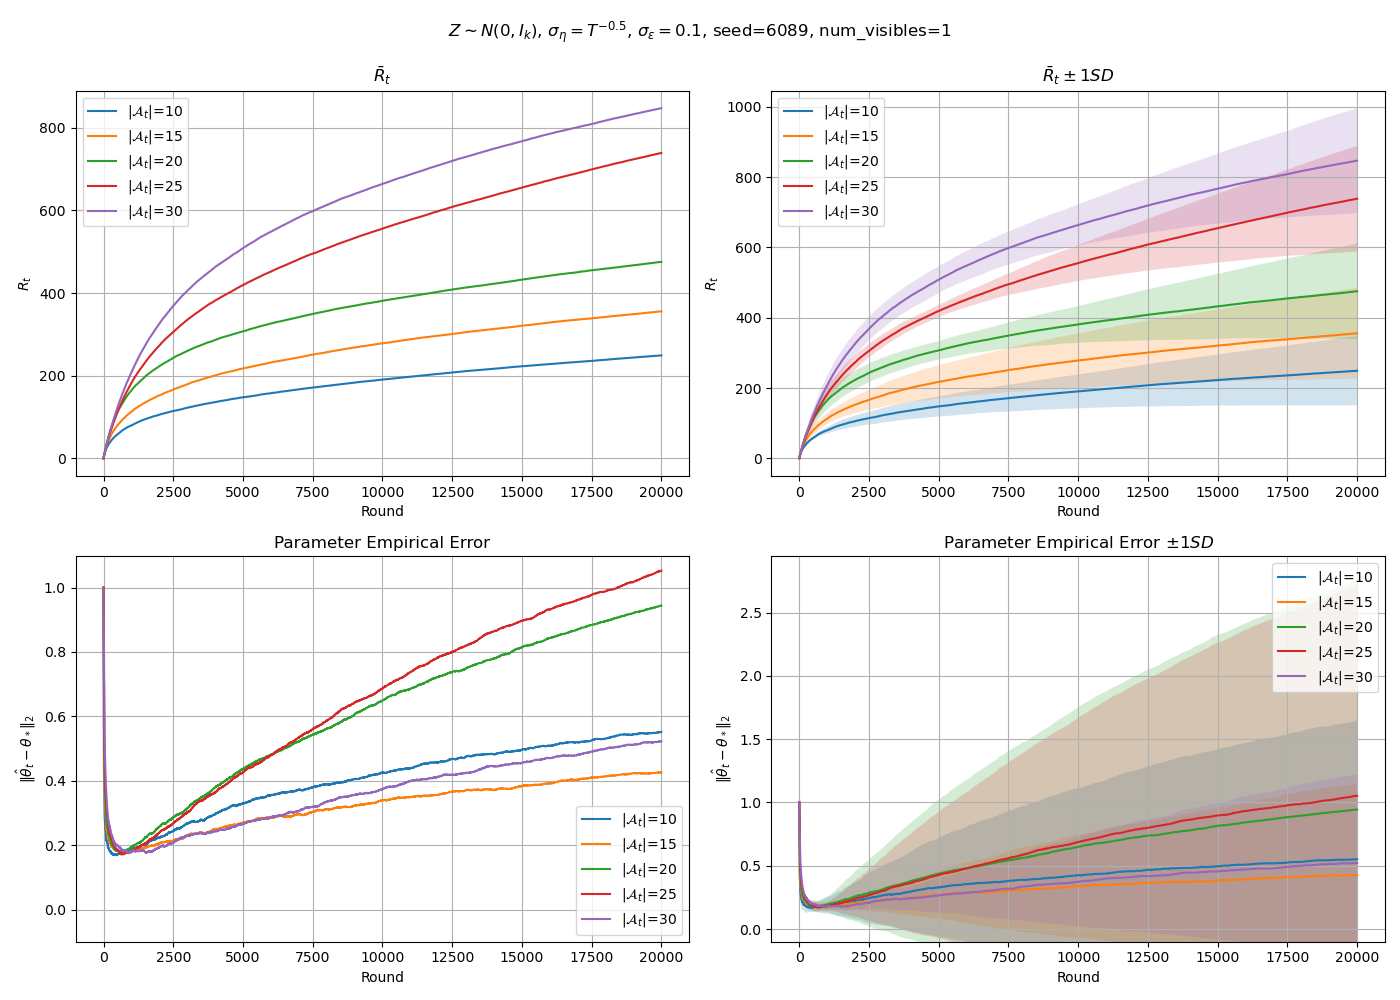 Z ∼ N(0, I_k), σ_η = T^{−0.5}, σ_ε = 0.1, seed=6089, num_visibles=1
R̄_t
R_t
800
600
400
200
0
|𝒜_t|=10
|𝒜_t|=15
|𝒜_t|=20
|𝒜_t|=25
|𝒜_t|=30
0 2500 5000 7500 10000 12500 15000 17500 20000
Round
R̄_t ± 1SD
R_t
1000
800
600
400
200
0
|𝒜_t|=10
|𝒜_t|=15
|𝒜_t|=20
|𝒜_t|=25
|𝒜_t|=30
0 2500 5000 7500 10000 12500 15000 17500 20000
Round
Parameter Empirical Error
‖θ̂_t − θ_*‖_2
1.0
0.8
0.6
0.4
0.2
0.0
|𝒜_t|=10
|𝒜_t|=15
|𝒜_t|=20
|𝒜_t|=25
|𝒜_t|=30
0 2500 5000 7500 10000 12500 15000 17500 20000
Round
Parameter Empirical Error ±1SD
‖θ̂_t − θ_*‖_2
2.5
2.0
1.5
1.0
0.5
0.0
|𝒜_t|=10
|𝒜_t|=15
|𝒜_t|=20
|𝒜_t|=25
|𝒜_t|=30
0 2500 5000 7500 10000 12500 15000 17500 20000
Round